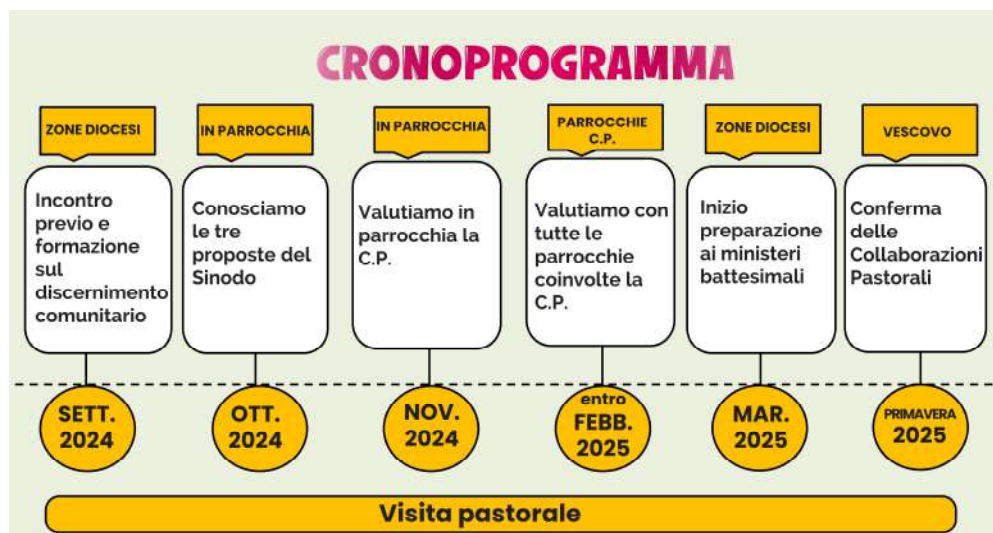 CRONOPROGRAMMA
ZONE DIOCESI
Incontro
previo e
formazione
sul
discernimento
comunitario
SETT.
2024
IN PARROCCHIA
Conosciamo
le tre
proposte del
Sinodo
OTT.
2024
IN PARROCCHIA
Valutiamo in
parrocchia la
C.P.
NOV.
2024
PARROCCHIE
C.P.
Valutiamo con
tutte le
parrocchie
coinvolte la
C.P.
entro
FEBB.
2025
ZONE DIOCESI
Inizio
preparazione
ai ministeri
battesimali
MAR.
2025
VESCOVO
Conferma
delle
Collaborazioni
Pastorali
PRIMAVERA
2025
Visita pastorale